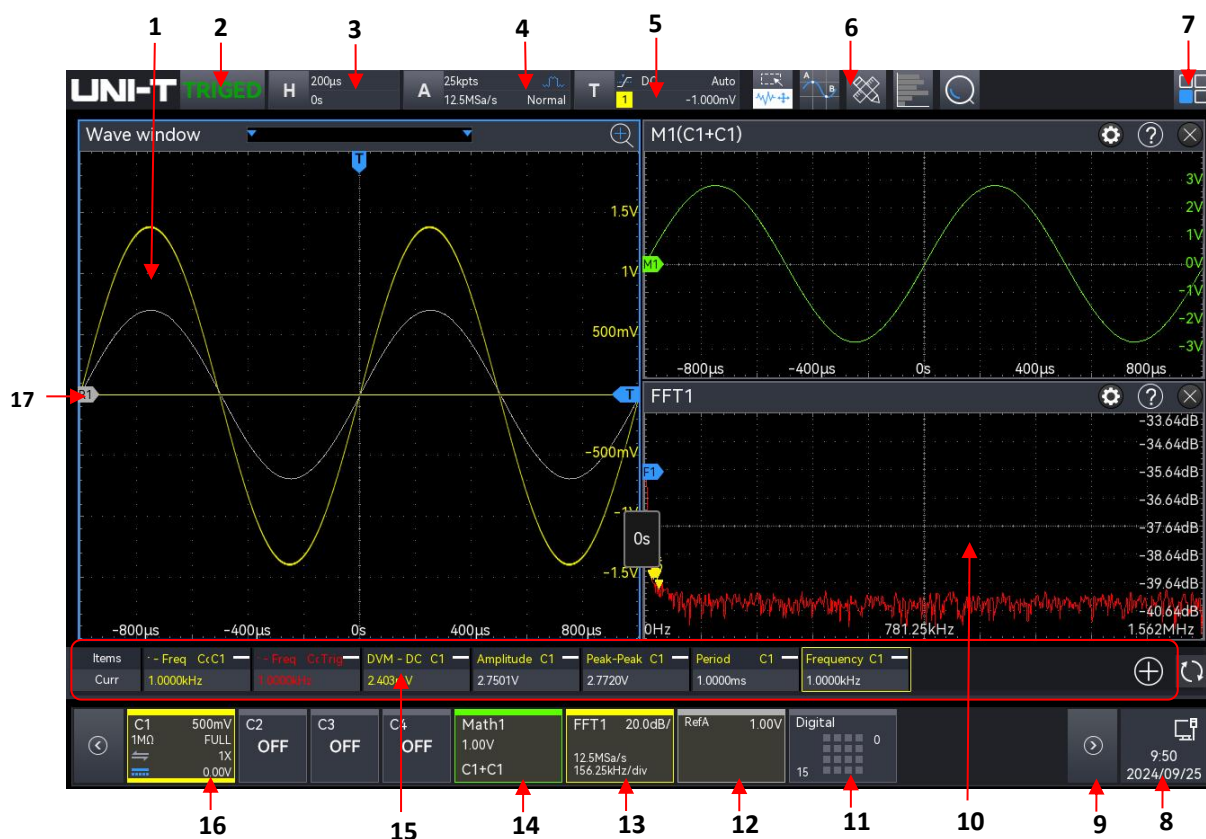 1 2 3 4 5 6 7
UNI-T TRIGED H 200μs 0s A 25kpts 12.5MSa/s Normal T DC Auto 1 -1.000mV A B
Wave window
T
1.5V
1V
500mV
T
-500mV
-1.5V
-800μs -400μs 0s 400μs 800μs
17
M1(C1+C1)
3V
2V
1V
M1 0V
-1V
-2V
-3V
-800μs -400μs 0s 400μs 800μs
FFT1
-33.64dB
-34.64dB
F1 -35.64dB
-36.64dB
-37.64dB
0s
-38.64dB
-39.64dB
-40.64dB
0Hz 781.25kHz 1.562MHz
Items - Freq C1 - Freq Trig DVM - DC C1 Amplitude C1 Peak-Peak C1 Period C1 Frequency C1
Curr 1.0000kHz 1.0000kHz 2.7501V 2.7720V 1.0000ms 1.0000kHz
C1 500mV
1MΩ FULL
1X
0.00V
C2
OFF
C3
OFF
C4
OFF
Math1
1.00V
C1+C1
FFT1 20.0dB/
12.5MSa/s
156.25kHz/div
RefA 1.00V
Digital
0
15
9:50
2024/09/25
16 15 14 13 12 11 10 9 8